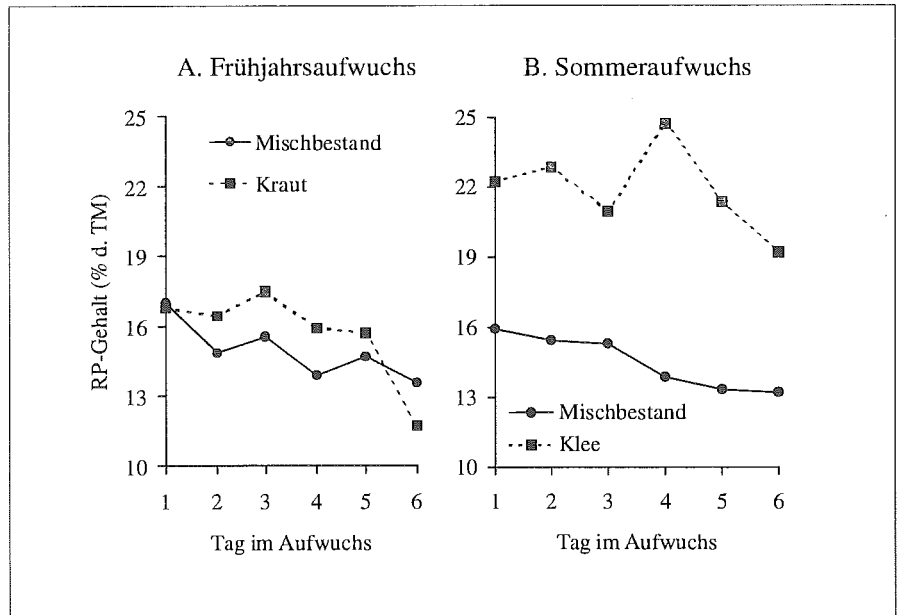 A. Frühjahrsaufwuchs
25
22
19
16
13
10
RP-Gehalt (% d. TM)
Mischbestand
Kraut
1 2 3 4 5 6
Tag im Aufwuchs
B. Sommeraufwuchs
25
22
19
16
13
10
Mischbestand
Klee
1 2 3 4 5 6
Tag im Aufwuchs